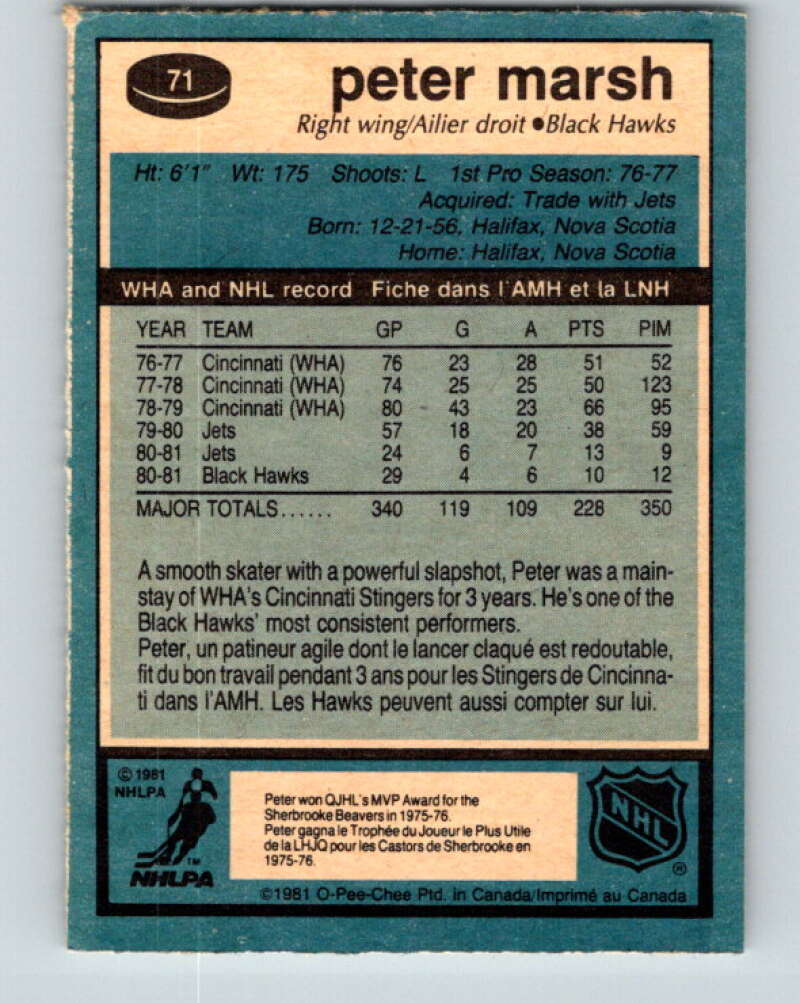 71
peter marsh
Right wing/Ailier droit ● Black Hawks
Ht: 6'1" Wt: 175 Shoots: L 1st Pro Season: 76-77
Acquired: Trade with Jets
Born: 12-21-56, Halifax, Nova Scotia
Home: Halifax, Nova Scotia
WHA and NHL record Fiche dans l'AMH et la LNH
YEAR TEAM GP G A PTS PIM
76-77 Cincinnati (WHA) 76 23 28 51 52
77-78 Cincinnati (WHA) 74 25 25 50 123
78-79 Cincinnati (WHA) 80 43 23 66 95
79-80 Jets 57 18 20 38 59
80-81 Jets 24 6 7 13 9
80-81 Black Hawks 29 4 6 10 12
MAJOR TOTALS...... 340 119 109 228 350
A smooth skater with a powerful slapshot, Peter was a main-
stay of WHA's Cincinnati Stingers for 3 years. He's one of the
Black Hawks' most consistent performers.
Peter, un patineur agile dont le lancer claqué est redoutable,
fit du bon travail pendant 3 ans pour les Stingers de Cincinna-
ti dans l'AMH. Les Hawks peuvent aussi compter sur lui.
© 1981
NHLPA
TM
NHLPA
Peter won QJHL's MVP Award for the
Sherbrooke Beavers in 1975-76.
Peter gagna le Trophée du Joueur le Plus Utile
de la LHJQ pour les Castors de Sherbrooke en
1975-76.
NHL
®
©1981 O-Pee-Chee Ptd. in Canada/Imprimé au Canada